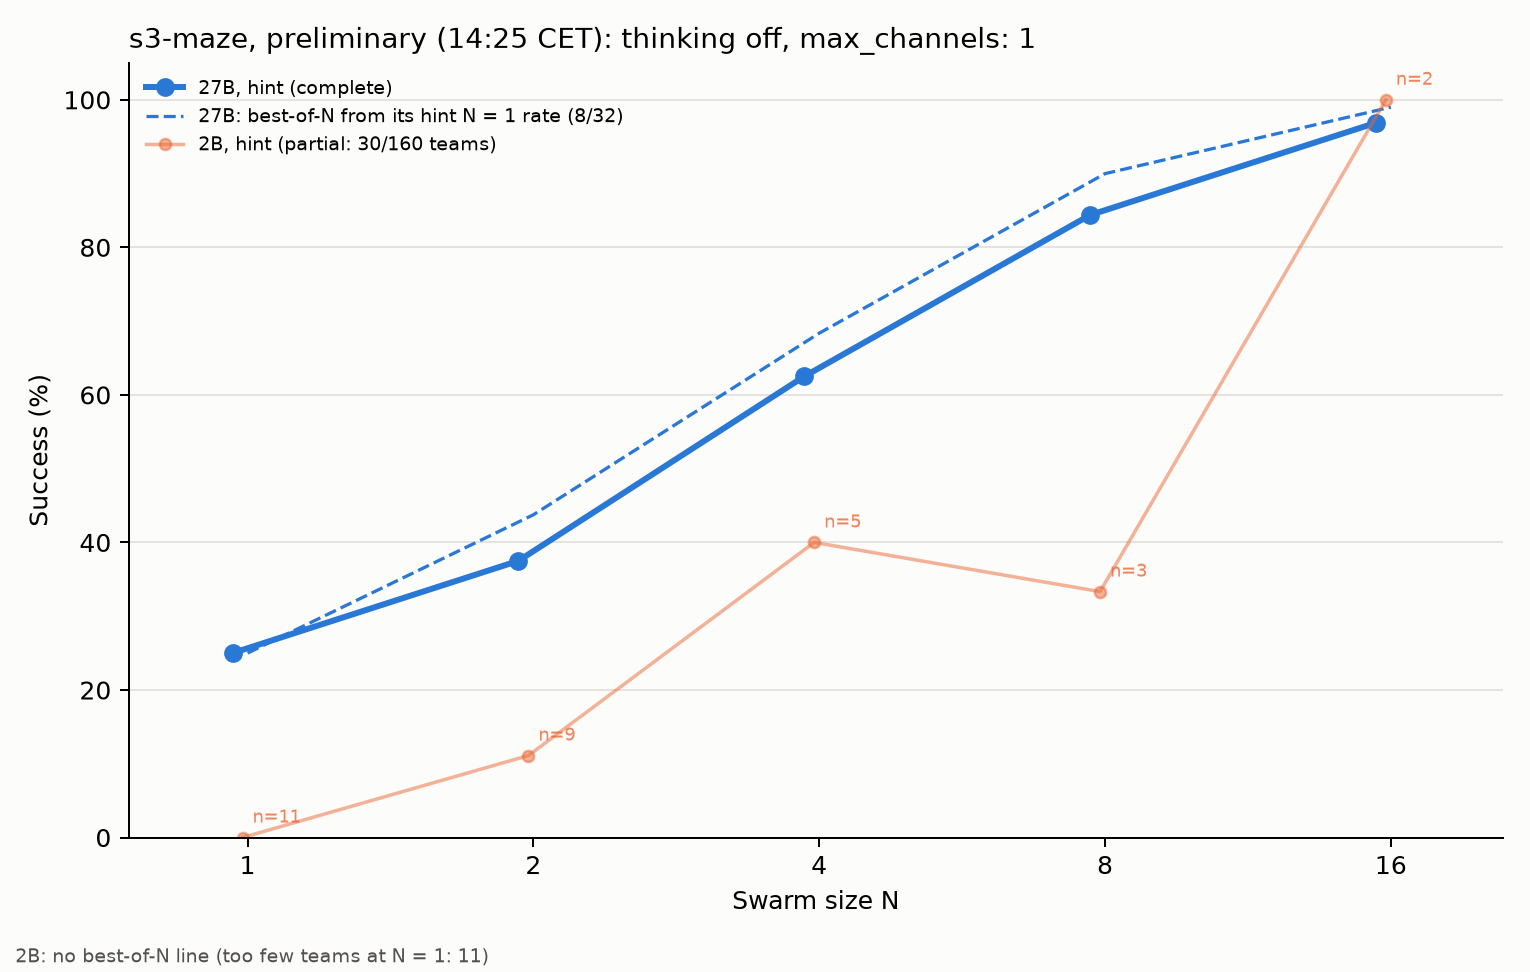 s3-maze, preliminary (14:25 CET): thinking off, max_channels: 1
27B, hint (complete)
27B: best-of-N from its hint N = 1 rate (8/32)
2B, hint (partial: 30/160 teams)
Success (%)
100
80
60
40
20
0
n=11
n=9
n=5
n=3
n=2
1
2
4
8
16
Swarm size N
2B: no best-of-N line (too few teams at N = 1: 11)